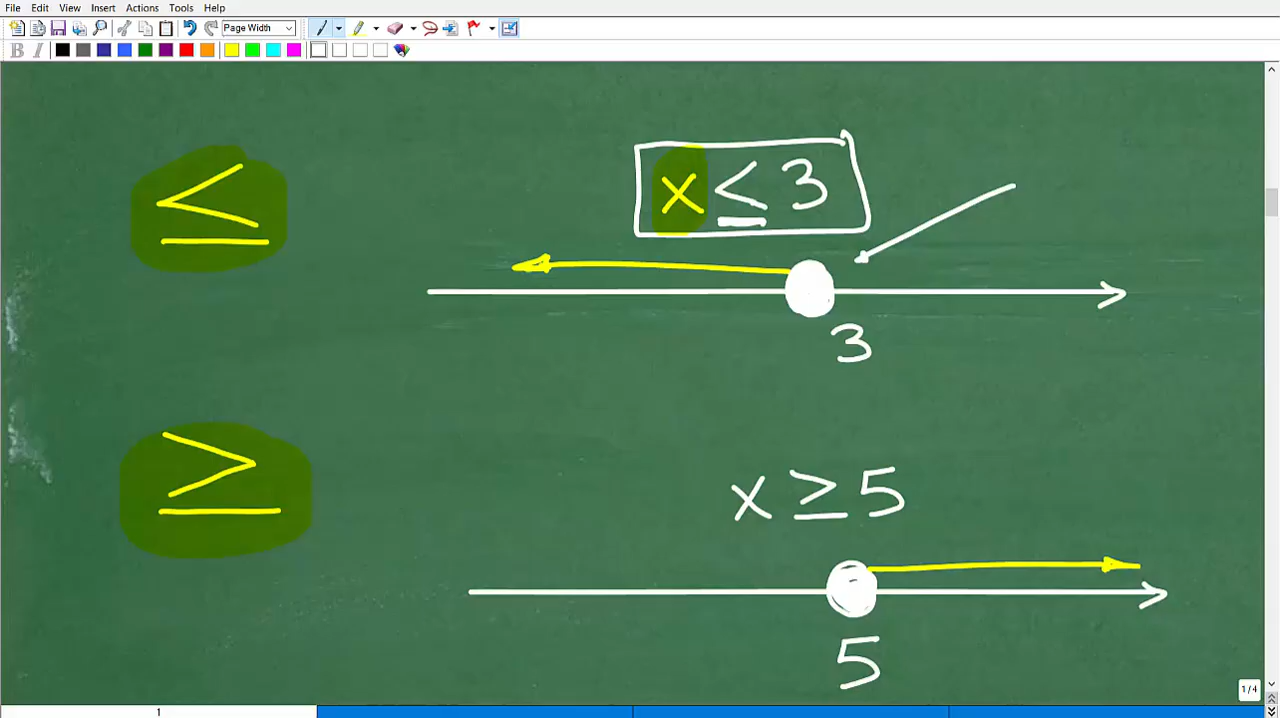 File Edit View Insert Actions Tools Help
Page Width
B I
≤
x ≤ 3
3
≥
x ≥ 5
5
1/4
1